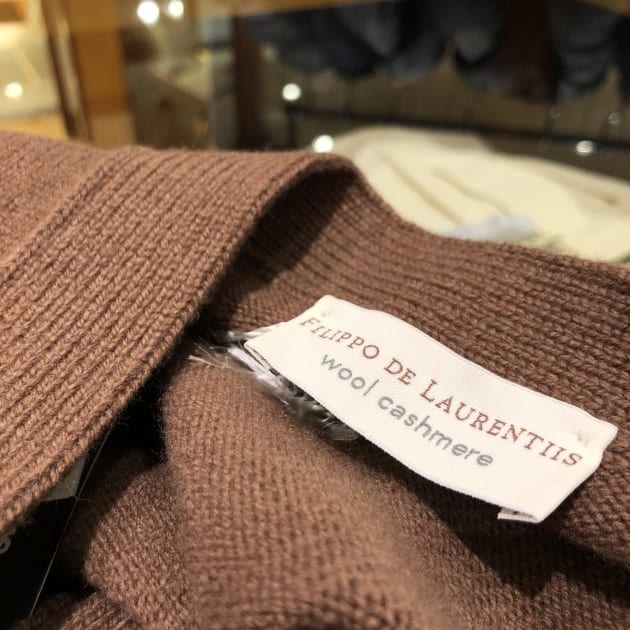 FILIPPO DE LAURENTIIS
wool cashmere